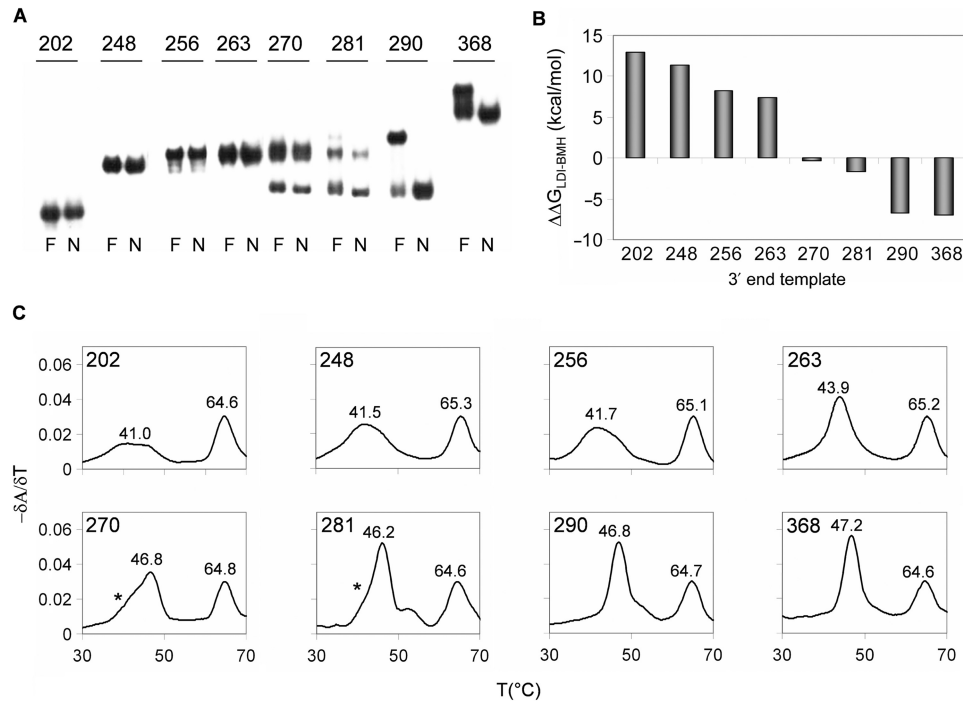 A
202 248 256 263 270 281 290 368
F N F N F N F N F N F N F N F N
B
ΔΔG_LDI-BMH (kcal/mol)
15
10
5
0
−5
−10
202 248 256 263 270 281 290 368
3′ end template
C
−δA/δT
202 248 256 263
0.06
0.04
0.02
0
41.0 64.6 41.5 65.3 41.7 65.1 43.9 65.2
270 281 290 368
0.06
0.04
0.02
0
* 46.8 64.8 * 46.2 64.6 46.8 64.7 47.2 64.6
30 50 70 30 50 70 30 50 70 30 50 70
T(°C)